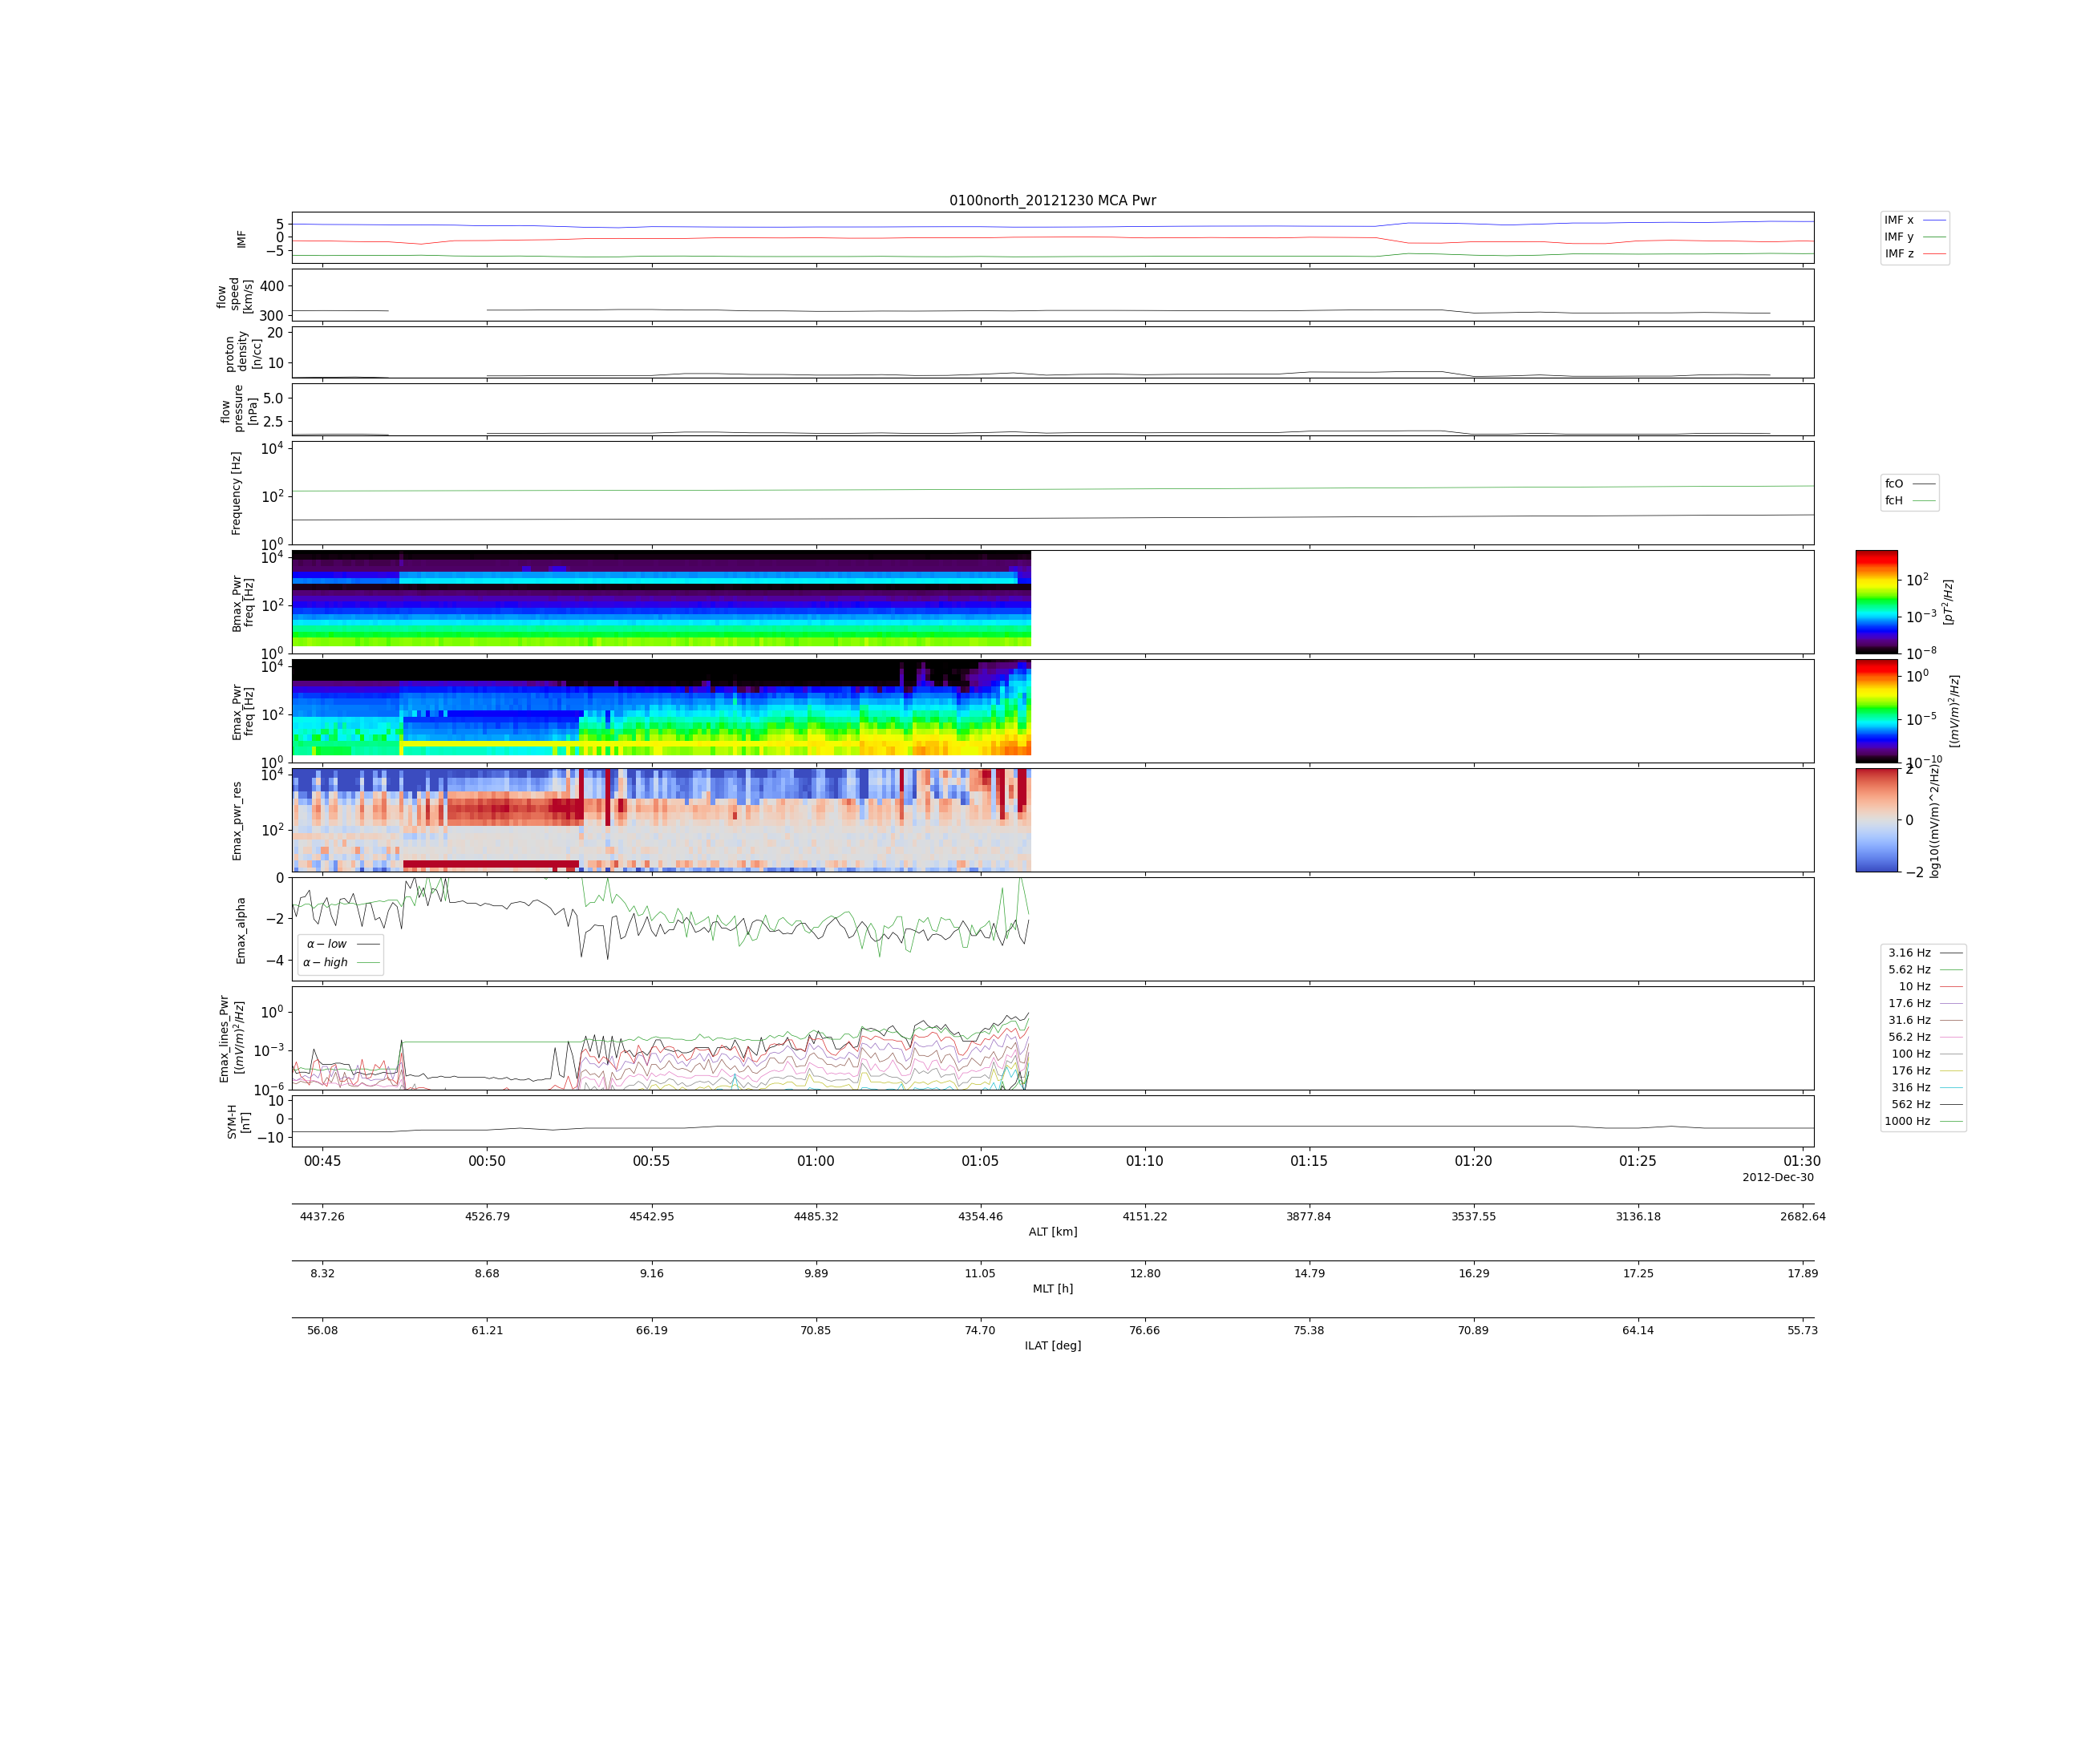 0100north_20121230 MCA Pwr
IMF
5
0
−5
IMF x
IMF y
IMF z
flow
speed
[km/s]
400
300
proton
density
[n/cc]
20
10
flow
pressure
[nPa]
5.0
2.5
Frequency [Hz]
10^4
10^2
10^0
fcO
fcH
Bmax_Pwr
freq [Hz]
10^4
10^2
10^0
10^2
10^−3
10^−8
[pT^2/Hz]
Emax_Pwr
freq [Hz]
10^4
10^2
10^0
10^0
10^−5
10^−10
[(mV/m)^2/Hz]
Emax_pwr_res
10^4
10^2
2
0
−2
log10((mV/m)^2/Hz)
Emax_alpha
0
−2
−4
α − low
α − high
Emax_lines_Pwr
[(mV/m)^2/Hz]
10^0
10^−3
10^−6
3.16 Hz
5.62 Hz
10 Hz
17.6 Hz
31.6 Hz
56.2 Hz
100 Hz
176 Hz
316 Hz
562 Hz
1000 Hz
SYM-H
[nT]
10
0
−10
00:45 00:50 00:55 01:00 01:05 01:10 01:15 01:20 01:25 01:30
2012-Dec-30
4437.26 4526.79 4542.95 4485.32 4354.46 4151.22 3877.84 3537.55 3136.18 2682.64
ALT [km]
8.32 8.68 9.16 9.89 11.05 12.80 14.79 16.29 17.25 17.89
MLT [h]
56.08 61.21 66.19 70.85 74.70 76.66 75.38 70.89 64.14 55.73
ILAT [deg]